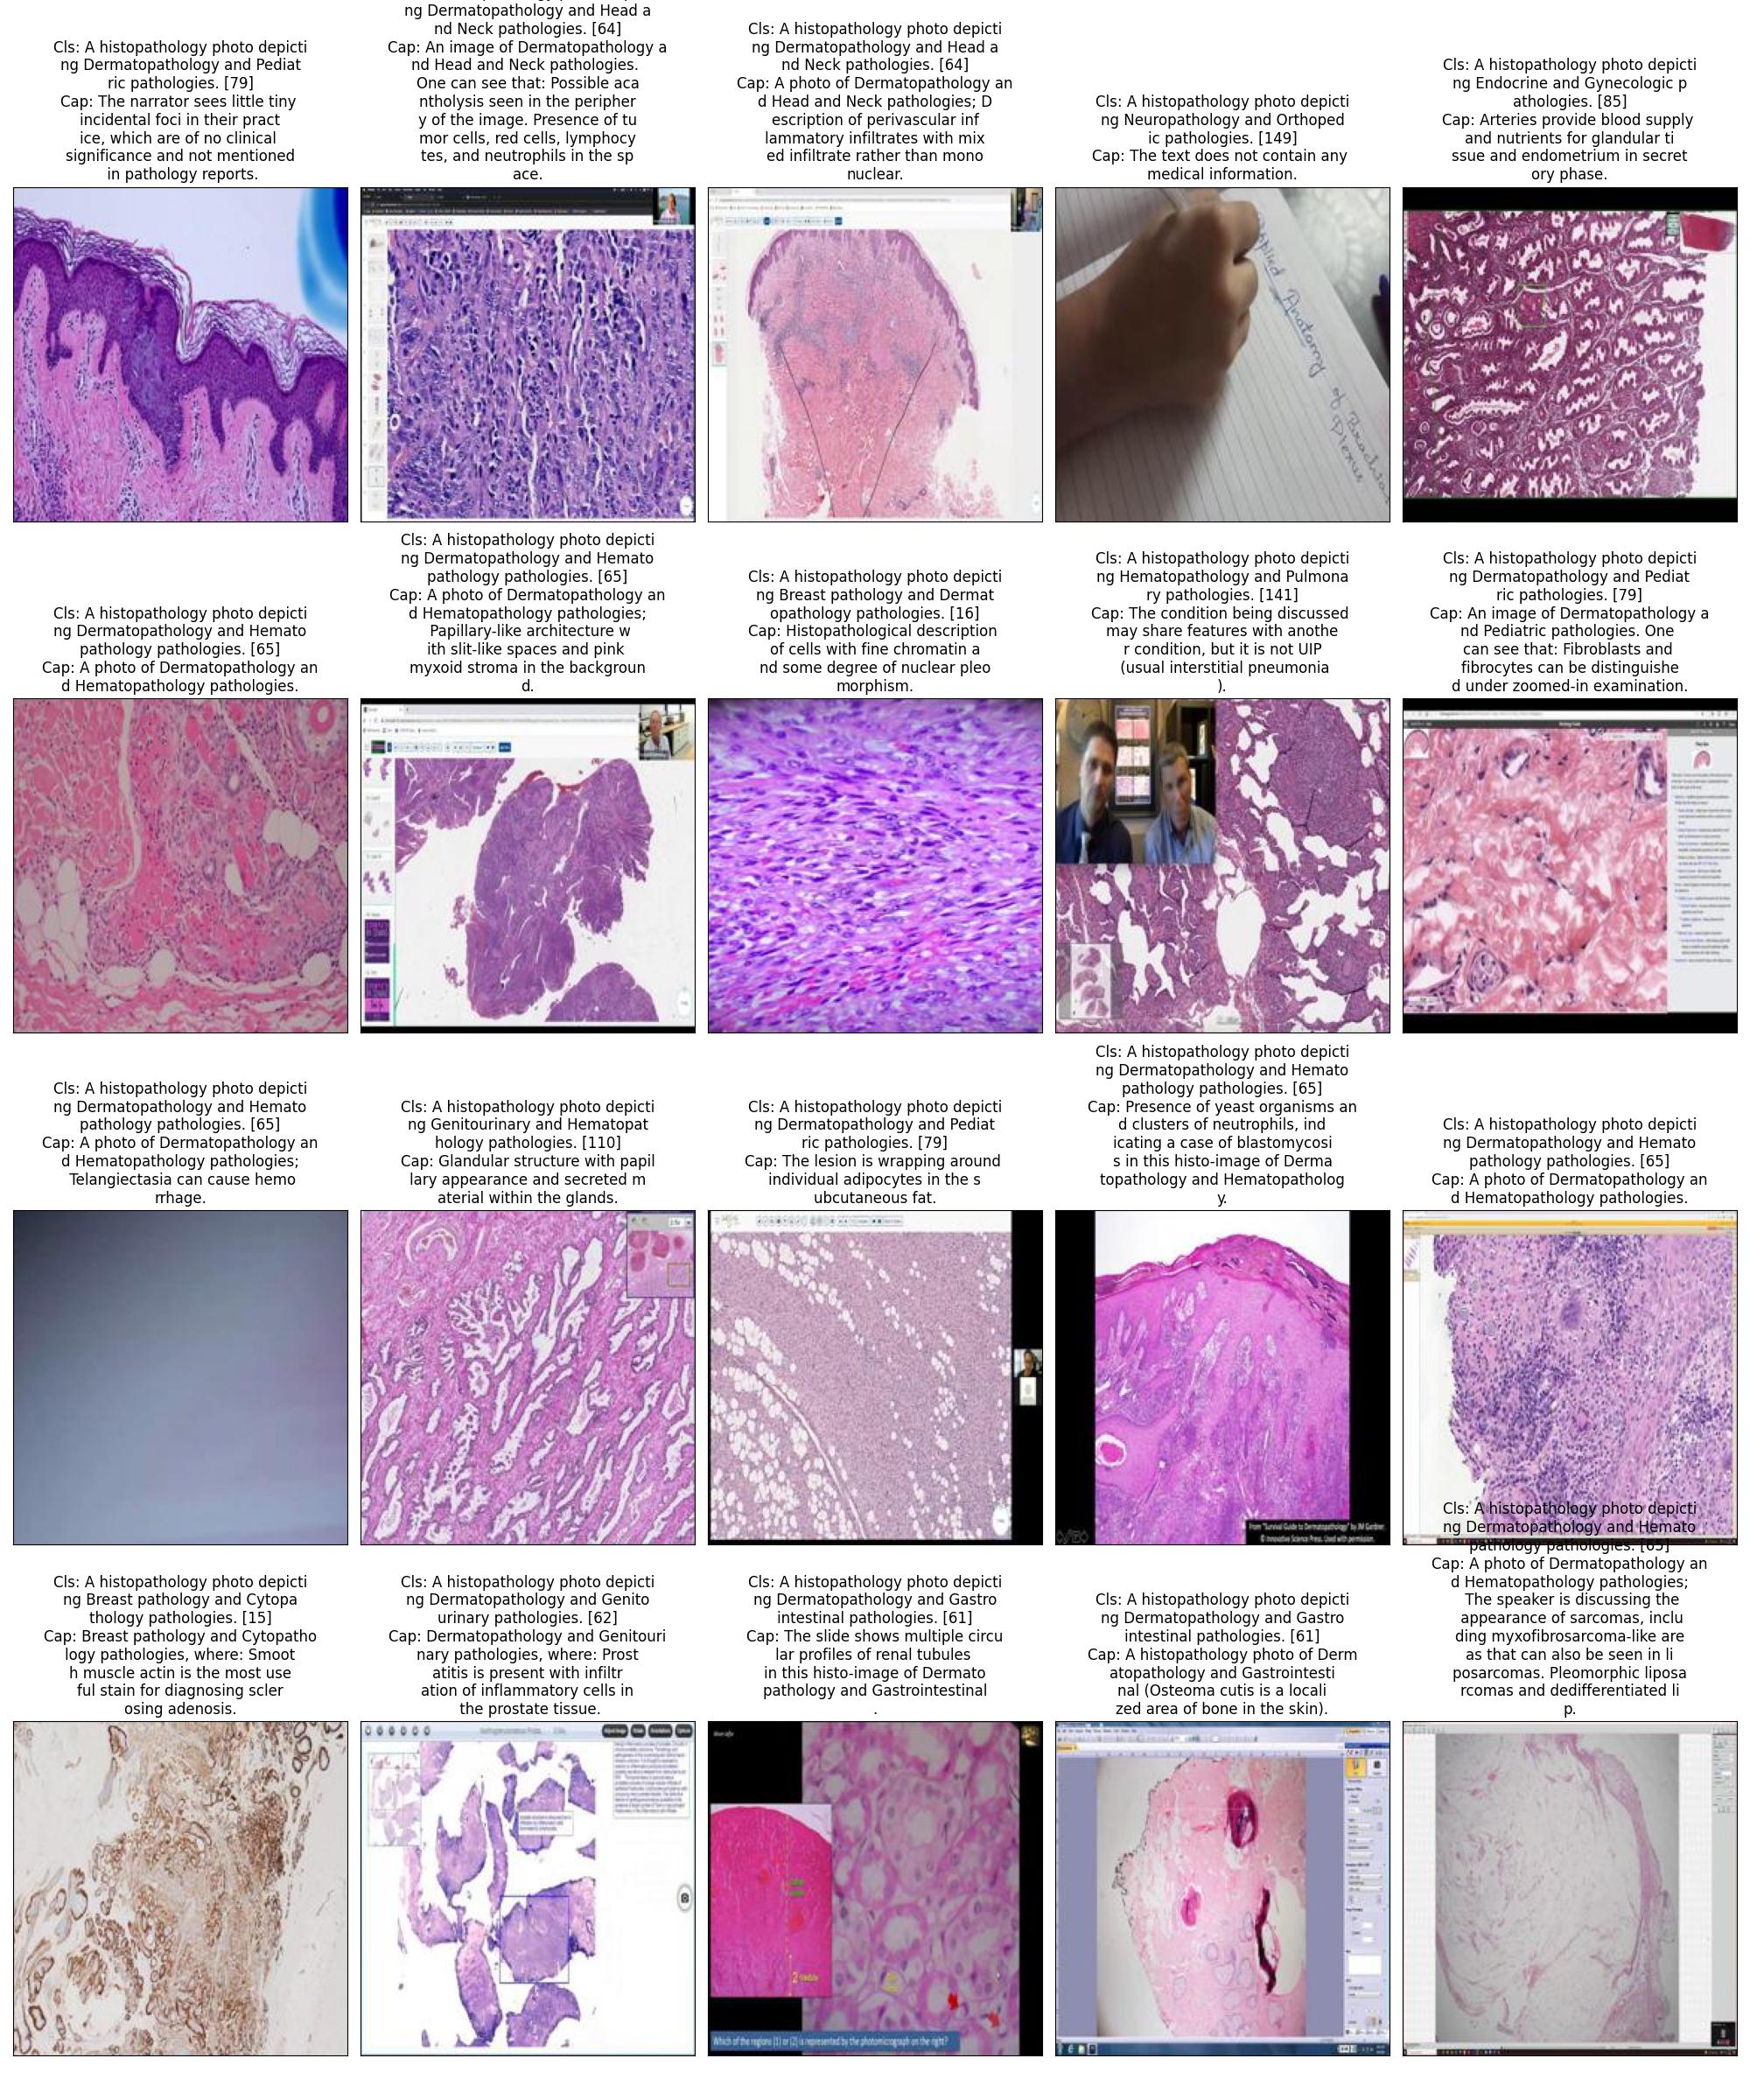 ng Dermatopathology and Head a
nd Neck pathologies. [64]
Cap: An image of Dermatopathology a
nd Head and Neck pathologies.
One can see that: Possible aca
ntholysis seen in the peripher
y of the image. Presence of tu
mor cells, red cells, lymphocy
tes, and neutrophils in the sp
ace.
Cls: A histopathology photo depicti
ng Dermatopathology and Pediat
ric pathologies. [79]
Cap: The narrator sees little tiny
incidental foci in their pract
ice, which are of no clinical
significance and not mentioned
in pathology reports.
Cls: A histopathology photo depicti
ng Dermatopathology and Head a
nd Neck pathologies. [64]
Cap: A photo of Dermatopathology an
d Head and Neck pathologies; D
escription of perivascular inf
lammatory infiltrates with mix
ed infiltrate rather than mono
nuclear.
Cls: A histopathology photo depicti
ng Neuropathology and Orthoped
ic pathologies. [149]
Cap: The text does not contain any
medical information.
Cls: A histopathology photo depicti
ng Endocrine and Gynecologic p
athologies. [85]
Cap: Arteries provide blood supply
and nutrients for glandular ti
ssue and endometrium in secret
ory phase.
Anatomy
of Brachial
Plexus
Cls: A histopathology photo depicti
ng Dermatopathology and Hemato
pathology pathologies. [65]
Cap: A photo of Dermatopathology an
d Hematopathology pathologies.
Cls: A histopathology photo depicti
ng Dermatopathology and Hemato
pathology pathologies. [65]
Cap: A photo of Dermatopathology an
d Hematopathology pathologies;
Papillary-like architecture w
ith slit-like spaces and pink
myxoid stroma in the backgroun
d.
Cls: A histopathology photo depicti
ng Breast pathology and Dermat
opathology pathologies. [16]
Cap: Histopathological description
of cells with fine chromatin a
nd some degree of nuclear pleo
morphism.
Cls: A histopathology photo depicti
ng Hematopathology and Pulmona
ry pathologies. [141]
Cap: The condition being discussed
may share features with anothe
r condition, but it is not UIP
(usual interstitial pneumonia
).
Cls: A histopathology photo depicti
ng Dermatopathology and Pediat
ric pathologies. [79]
Cap: An image of Dermatopathology a
nd Pediatric pathologies. One
can see that: Fibroblasts and
fibrocytes can be distinguishe
d under zoomed-in examination.
Cls: A histopathology photo depicti
ng Dermatopathology and Hemato
pathology pathologies. [65]
Cap: A photo of Dermatopathology an
d Hematopathology pathologies;
Telangiectasia can cause hemo
rrhage.
Cls: A histopathology photo depicti
ng Genitourinary and Hematopat
hology pathologies. [110]
Cap: Glandular structure with papil
lary appearance and secreted m
aterial within the glands.
Cls: A histopathology photo depicti
ng Dermatopathology and Pediat
ric pathologies. [79]
Cap: The lesion is wrapping around
individual adipocytes in the s
ubcutaneous fat.
Cls: A histopathology photo depicti
ng Dermatopathology and Hemato
pathology pathologies. [65]
Cap: Presence of yeast organisms an
d clusters of neutrophils, ind
icating a case of blastomycosi
s in this histo-image of Derma
topathology and Hematopatholog
y.
Cls: A histopathology photo depicti
ng Dermatopathology and Hemato
pathology pathologies. [65]
Cap: A photo of Dermatopathology an
d Hematopathology pathologies.
From "Survival Guide to Dermatopathology" by JM Gardner.
© Innovative Science Press. Used with permission.
Cls: A histopathology photo depicti
ng Breast pathology and Cytopa
thology pathologies. [15]
Cap: Breast pathology and Cytopatho
logy pathologies, where: Smoot
h muscle actin is the most use
ful stain for diagnosing scler
osing adenosis.
Cls: A histopathology photo depicti
ng Dermatopathology and Genito
urinary pathologies. [62]
Cap: Dermatopathology and Genitouri
nary pathologies, where: Prost
atitis is present with infiltr
ation of inflammatory cells in
the prostate tissue.
Cls: A histopathology photo depicti
ng Dermatopathology and Gastro
intestinal pathologies. [61]
Cap: The slide shows multiple circu
lar profiles of renal tubules
in this histo-image of Dermato
pathology and Gastrointestinal
.
Cls: A histopathology photo depicti
ng Dermatopathology and Gastro
intestinal pathologies. [61]
Cap: A histopathology photo of Derm
atopathology and Gastrointesti
nal (Osteoma cutis is a locali
zed area of bone in the skin).
Cls: A histopathology photo depicti
ng Dermatopathology and Hemato
pathology pathologies. [65]
Cap: A photo of Dermatopathology an
d Hematopathology pathologies;
The speaker is discussing the
appearance of sarcomas, inclu
ding myxofibrosarcoma-like are
as that can also be seen in li
posarcomas. Pleomorphic liposa
rcomas and dedifferentiated li
p.
2
Which of the regions (1) or (2) is represented by the photomicrograph on the right?